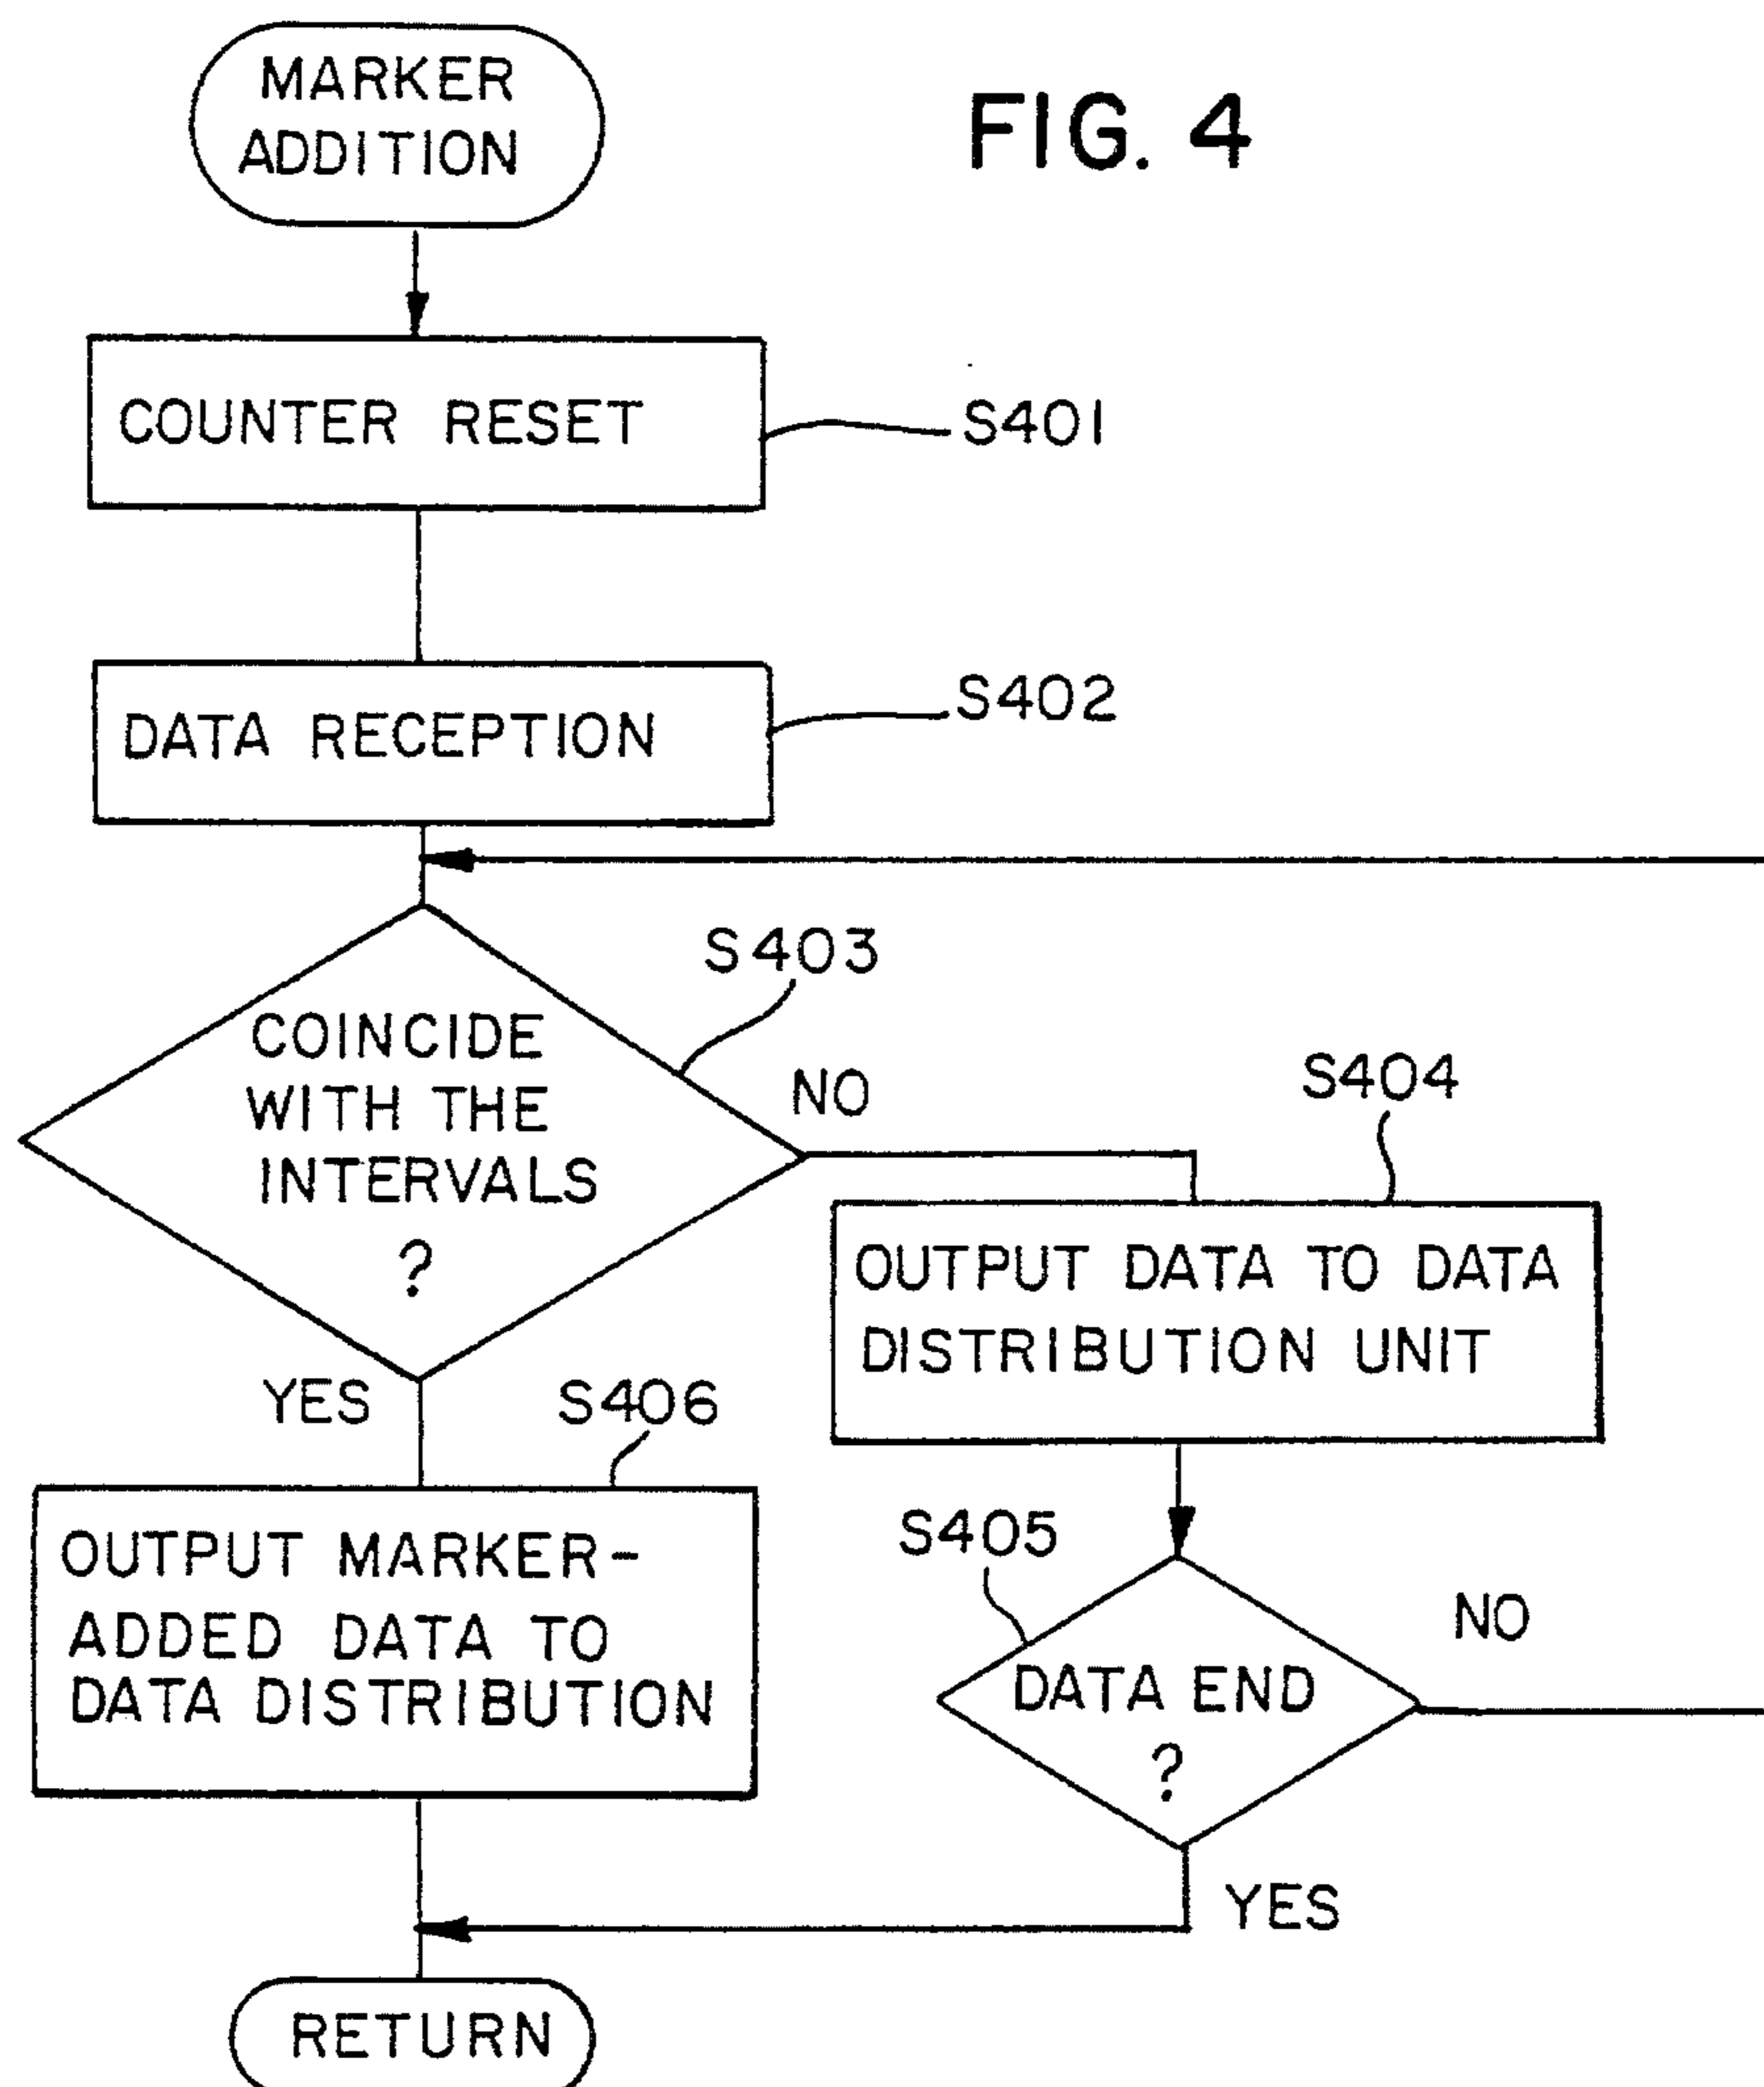 MARKER
ADDITION
FIG. 4
COUNTER RESET
S401
DATA RECEPTION
S402
S403
COINCIDE
WITH THE
INTERVALS
?
NO
S404
OUTPUT DATA TO DATA
DISTRIBUTION UNIT
YES
S406
OUTPUT MARKER-
ADDED DATA TO
DATA DISTRIBUTION
S405
DATA END
?
NO
YES
RETURN